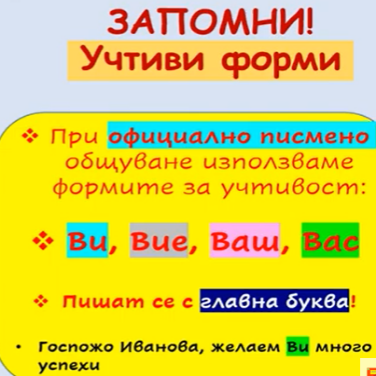 ЗАПОМНИ!
Учтиви форми
❖ При официално писмено
общуване използваме
формите за учтивост:
❖ Ви, Вие, Ваш, Вас
❖ Пишат се с главна буква!
• Госпожо Иванова, желаем Ви много
успехи